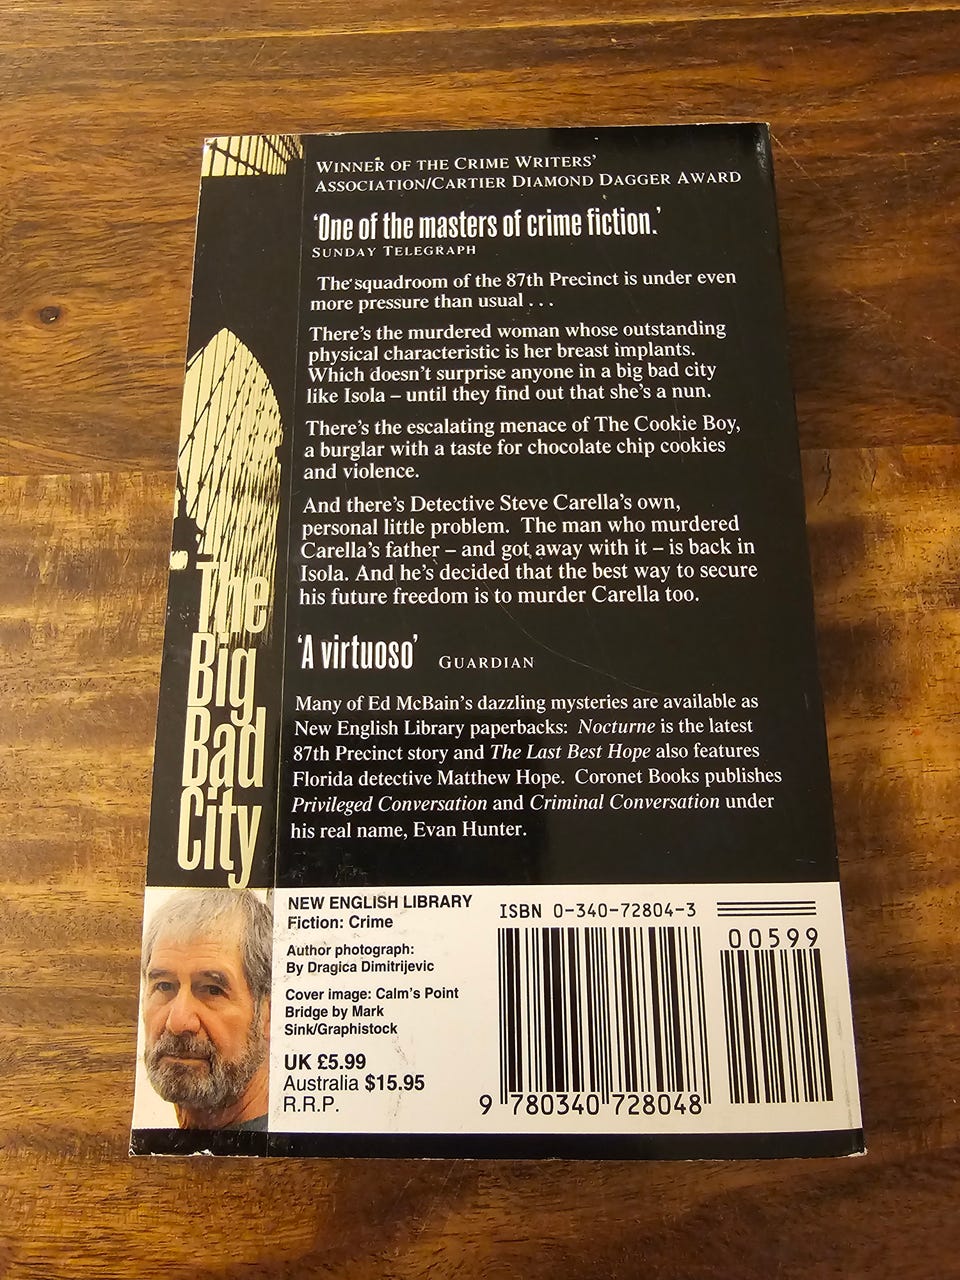 WINNER OF THE CRIME WRITERS'
ASSOCIATION/CARTIER DIAMOND DAGGER AWARD
'One of the masters of crime fiction.'
SUNDAY TELEGRAPH
The squadroom of the 87th Precinct is under even
more pressure than usual . . .
There's the murdered woman whose outstanding
physical characteristic is her breast implants.
Which doesn't surprise anyone in a big bad city
like Isola – until they find out that she's a nun.
There's the escalating menace of The Cookie Boy,
a burglar with a taste for chocolate chip cookies
and violence.
And there's Detective Steve Carella's own,
personal little problem. The man who murdered
Carella's father – and got away with it – is back in
Isola. And he's decided that the best way to secure
his future freedom is to murder Carella too.
'A virtuoso' GUARDIAN
Many of Ed McBain's dazzling mysteries are available as
New English Library paperbacks: Nocturne is the latest
87th Precinct story and The Last Best Hope also features
Florida detective Matthew Hope. Coronet Books publishes
Privileged Conversation and Criminal Conversation under
his real name, Evan Hunter.
The
Big
Bad
City
NEW ENGLISH LIBRARY
Fiction: Crime
Author photograph:
By Dragica Dimitrijevic
Cover image: Calm's Point
Bridge by Mark
Sink/Graphistock
UK £5.99
Australia $15.95
R.R.P.
ISBN 0-340-72804-3
00599
9 780340 728048